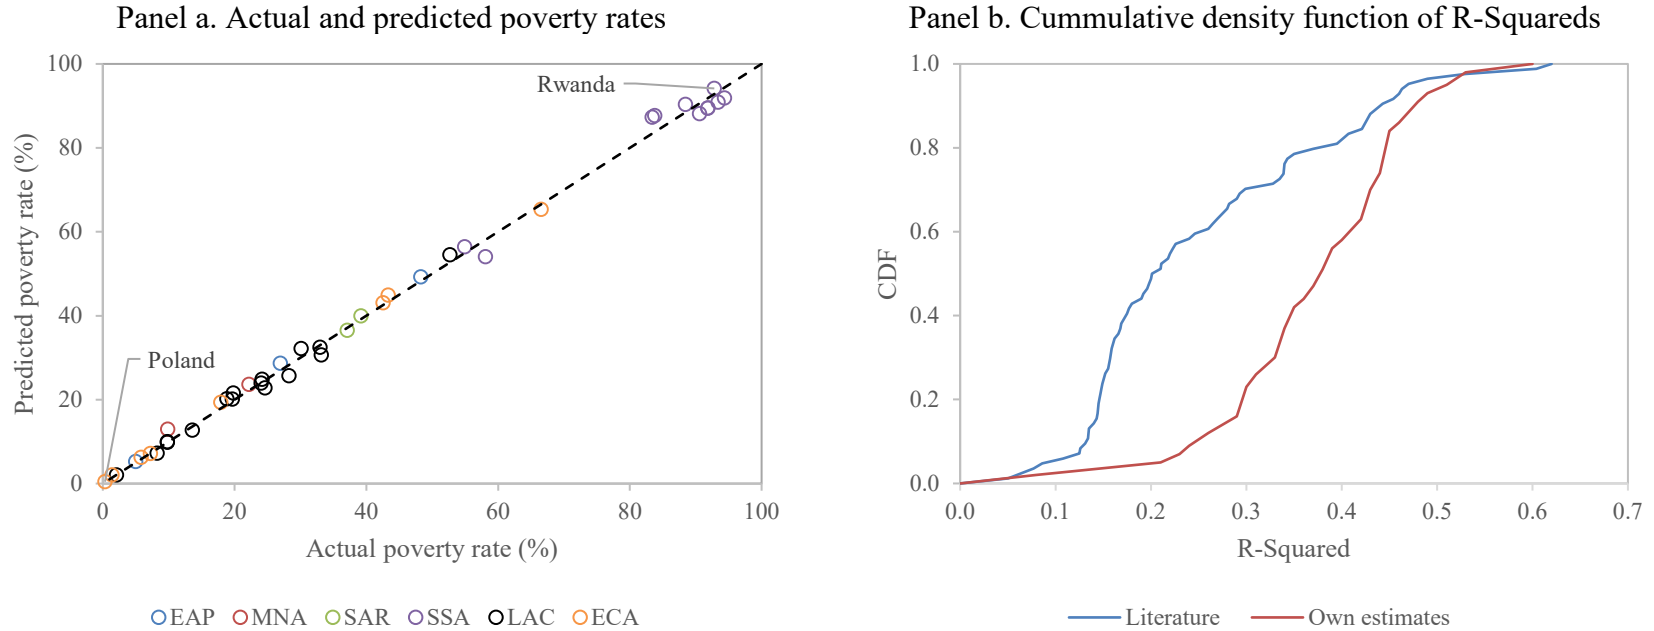 Panel a. Actual and predicted poverty rates
100
80
60
40
20
0
Predicted poverty rate (%)
Rwanda
Poland
0 20 40 60 80 100
Actual poverty rate (%)
EAP MNA SAR SSA LAC ECA
Panel b. Cummulative density function of R-Squareds
1.0
0.8
0.6
0.4
0.2
0.0
CDF
0.0 0.1 0.2 0.3 0.4 0.5 0.6 0.7
R-Squared
Literature Own estimates